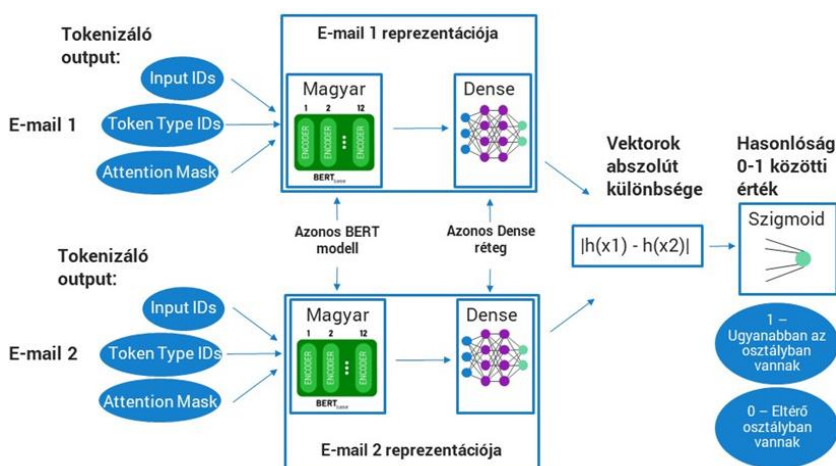 Tokenizáló
output:
Input IDs
E-mail 1
Token Type IDs
Attention Mask
E-mail 1 reprezentációja
Magyar
1 2 12
ENCODER ENCODER ••• ENCODER
BERT
Dense
Azonos BERT
modell
Azonos Dense
réteg
Tokenizáló
output:
Input IDs
E-mail 2
Token Type IDs
Attention Mask
Magyar
1 2 12
ENCODER ENCODER ••• ENCODER
BERT
Dense
E-mail 2 reprezentációja
Vektorok
abszolút
különbsége
|h(x1) - h(x2)|
Hasonlóság
0-1 közötti
érték
Szigmoid
1 –
Ugyanabban az
osztályban
vannak
0 – Eltérő
osztályban
vannak